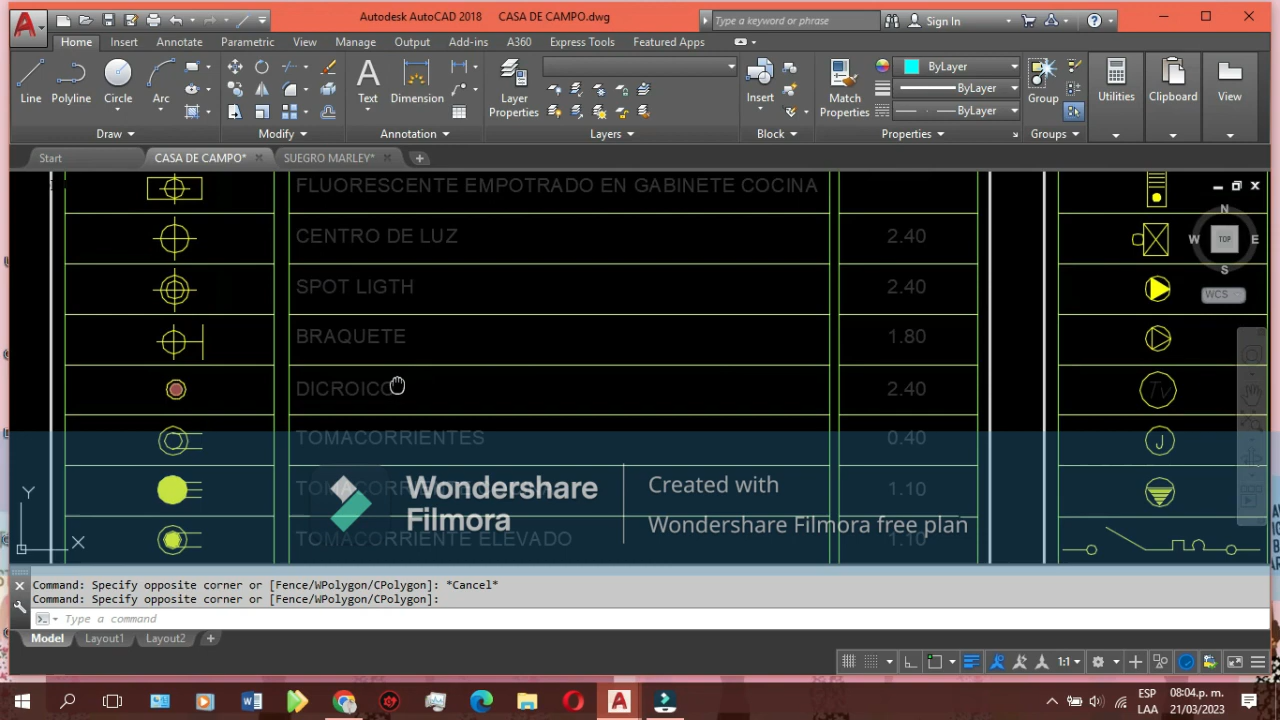 Autodesk AutoCAD 2018 CASA DE CAMPO.dwg
Type a keyword or phrase
Sign In
Home Insert Annotate Parametric View Manage Output Add-ins A360 Express Tools Featured Apps
Line Polyline Circle Arc
Text Dimension
Layer Properties
Insert
Match Properties
ByLayer
ByLayer
ByLayer
Group
Utilities Clipboard View
Draw Modify Annotation Layers Block Properties Groups
Start CASA DE CAMPO* SUEGRO MARLEY*
FLUORESCENTE EMPOTRADO EN GABINETE COCINA
CENTRO DE LUZ 2.40
SPOT LIGTH 2.40
BRAQUETE 1.80
DICROICO 2.40
TOMACORRIENTES 0.40
1.10
TOMACORRIENTE ELEVADO 1.10
Tv
J
N
W TOP E
S
WCS
Y
X
Wondershare
Filmora
Created with
Wondershare Filmora free plan
Command: Specify opposite corner or [Fence/WPolygon/CPolygon]: *Cancel*
Command: Specify opposite corner or [Fence/WPolygon/CPolygon]:
Type a command
Model Layout1 Layout2
1:1
ESP 08:04 p. m.
LAA 21/03/2023